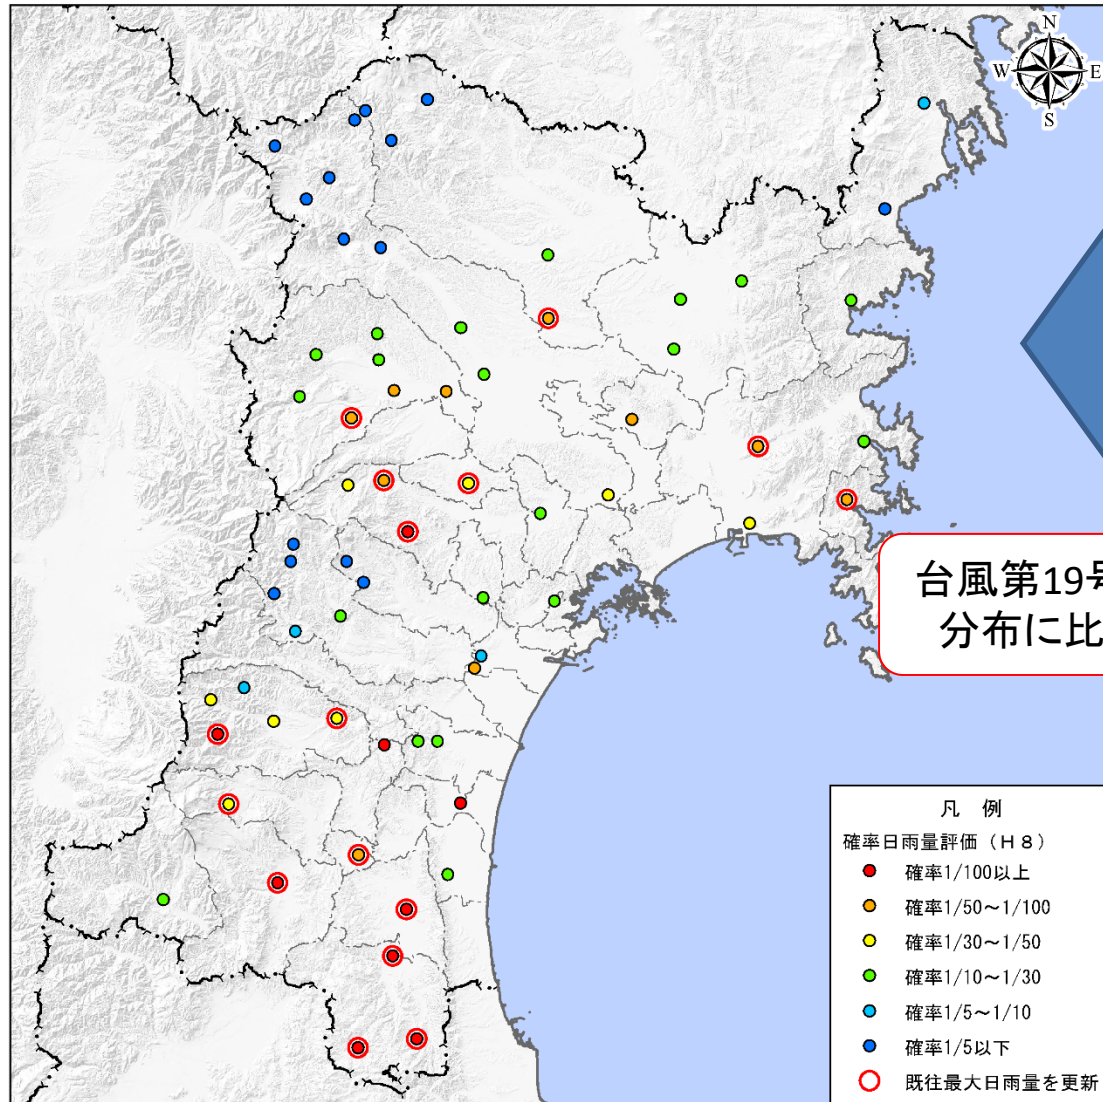 N
W
E
S
台風第19号
分布に比
凡 例
確率日雨量評価（Ｈ８）
確率1/100以上
確率1/50～1/100
確率1/30～1/50
確率1/10～1/30
確率1/5～1/10
確率1/5以下
既往最大日雨量を更新